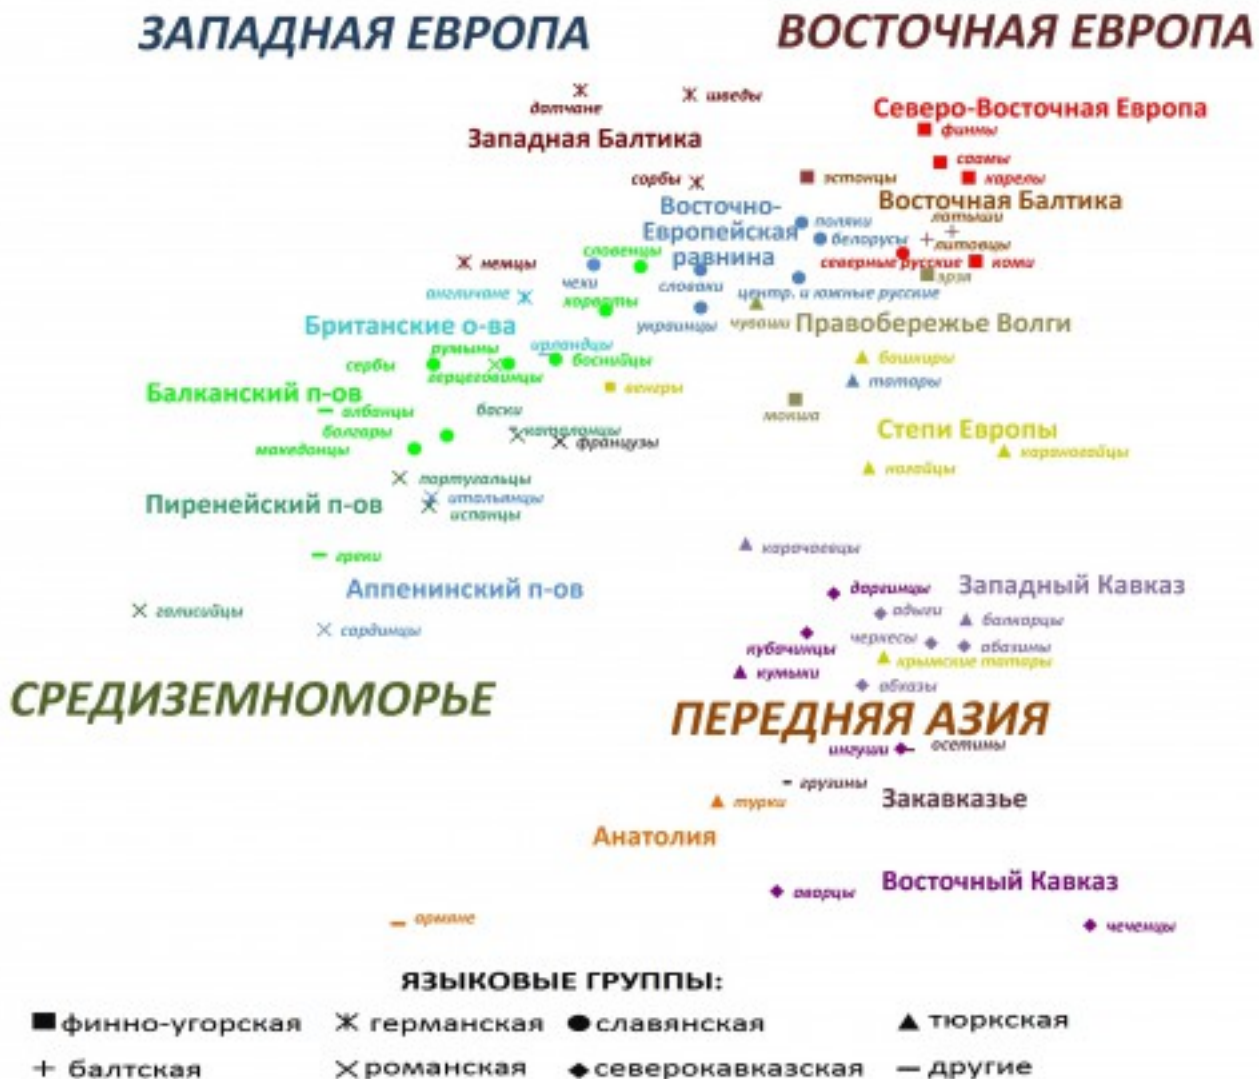 ЗАПАДНАЯ ЕВРОПА
ВОСТОЧНАЯ ЕВРОПА
датчане
шведы
Западная Балтика
Северо-Восточная Европа
финны
саамы
карелы
сорбы
эстонцы
Восточная Балтика
латыши
литовцы
Восточно-
Европейская
равнина
поляки
белорусы
северные русские
коми
эрзя
словенцы
немцы
чехи
словаки
центр. и южные русские
англичане
хорваты
украинцы
чуваши
Правобережье Волги
Британские о-ва
ирландцы
румыны
сербы
герцеговинцы
боснийцы
башкиры
татары
Балканский п-ов
венгры
мокша
албанцы
баски
болгары
каталонцы
македонцы
французы
Степи Европы
караногайцы
ногайцы
португальцы
итальянцы
испанцы
Пиренейский п-ов
греки
карачаевцы
Аппенинский п-ов
даргинцы
Западный Кавказ
галисийцы
адыги
балкарцы
сардинцы
черкесы
абазины
кубачинцы
крымские татары
кумыки
абхазы
СРЕДИЗЕМНОМОРЬЕ
ПЕРЕДНЯЯ АЗИЯ
ингуши
осетины
грузины
Закавказье
турки
Анатолия
Восточный Кавказ
аварцы
армяне
чеченцы
ЯЗЫКОВЫЕ ГРУППЫ:
финно-угорская
германская
славянская
тюркская
балтская
романская
северокавказская
другие